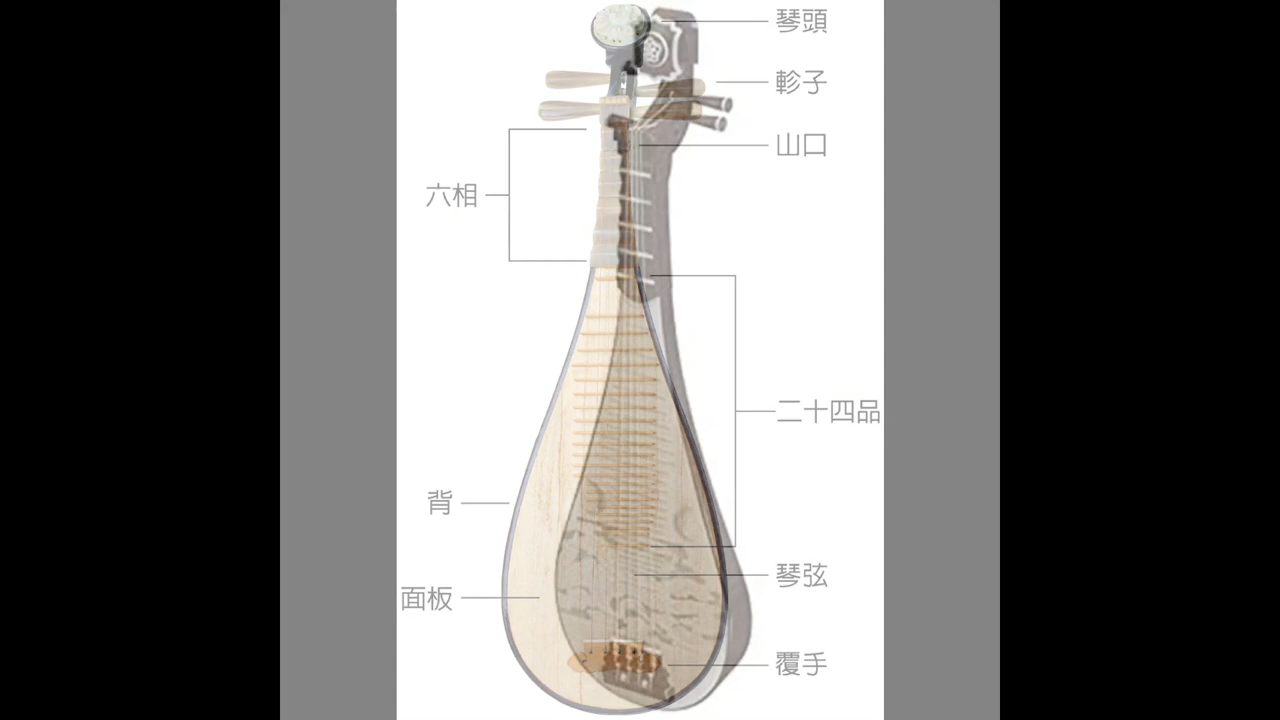 琴頭
軫子
山口
六相
二十四品
背
琴弦
面板
覆手